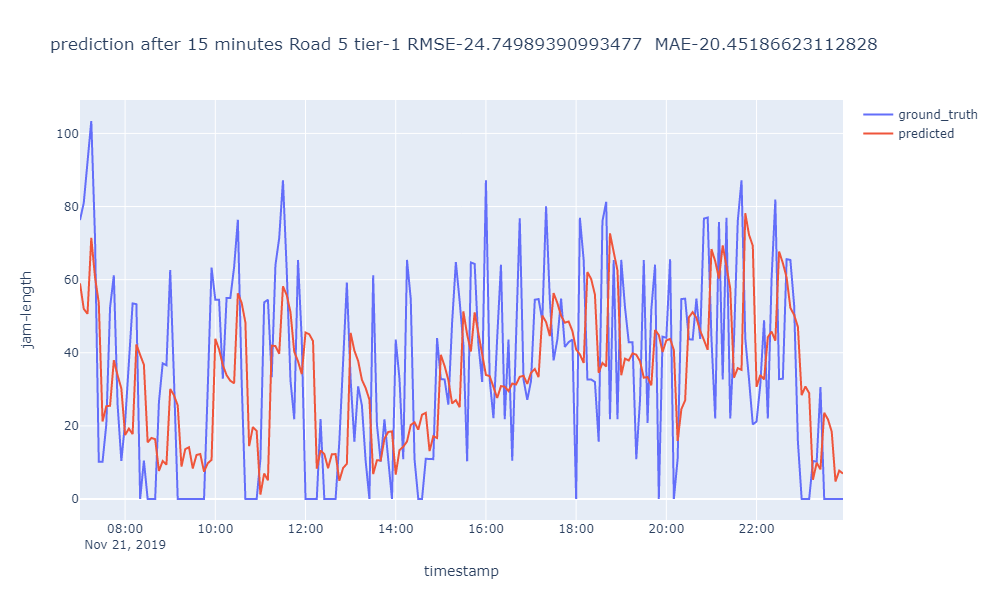 prediction after 15 minutes Road 5 tier-1 RMSE-24.74989390993477  MAE-20.45186623112828
ground_truth
predicted
100
80
60
40
20
0
jam-length
08:00 10:00 12:00 14:00 16:00 18:00 20:00 22:00
Nov 21, 2019
timestamp